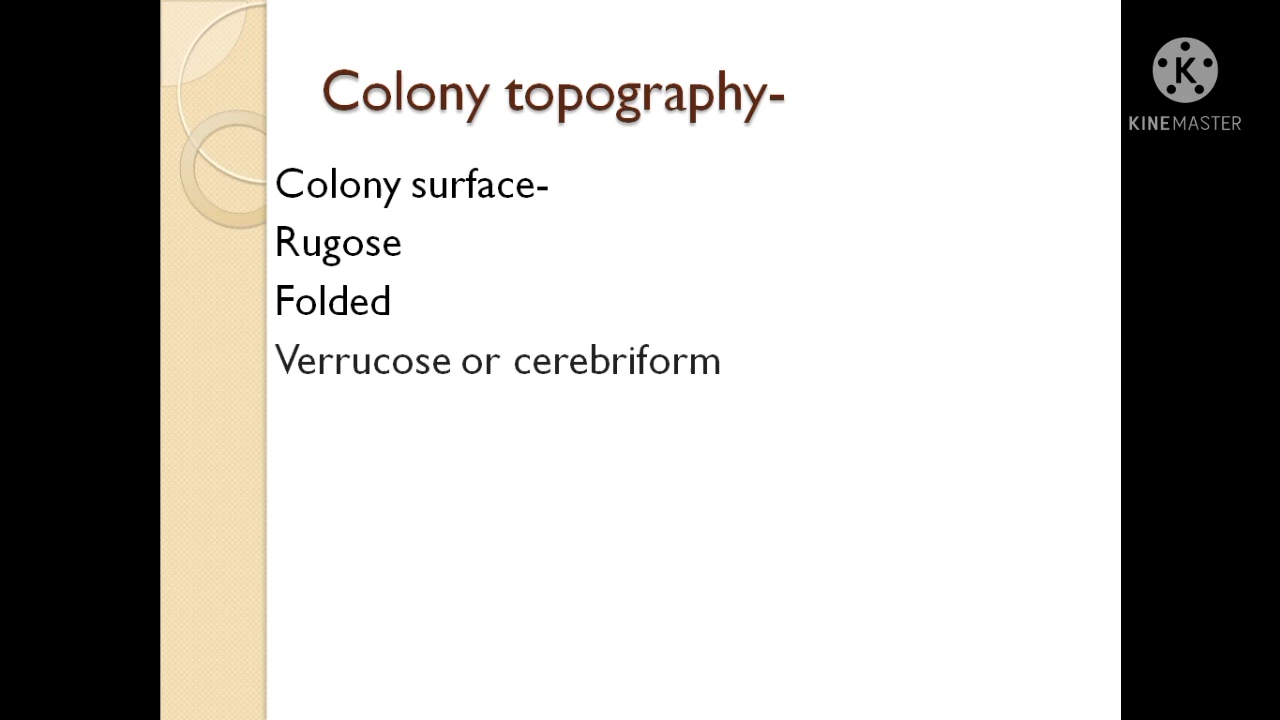 Colony topography-
Colony surface-
Rugose
Folded
Verrucose or cerebriform
K
KINEMASTER